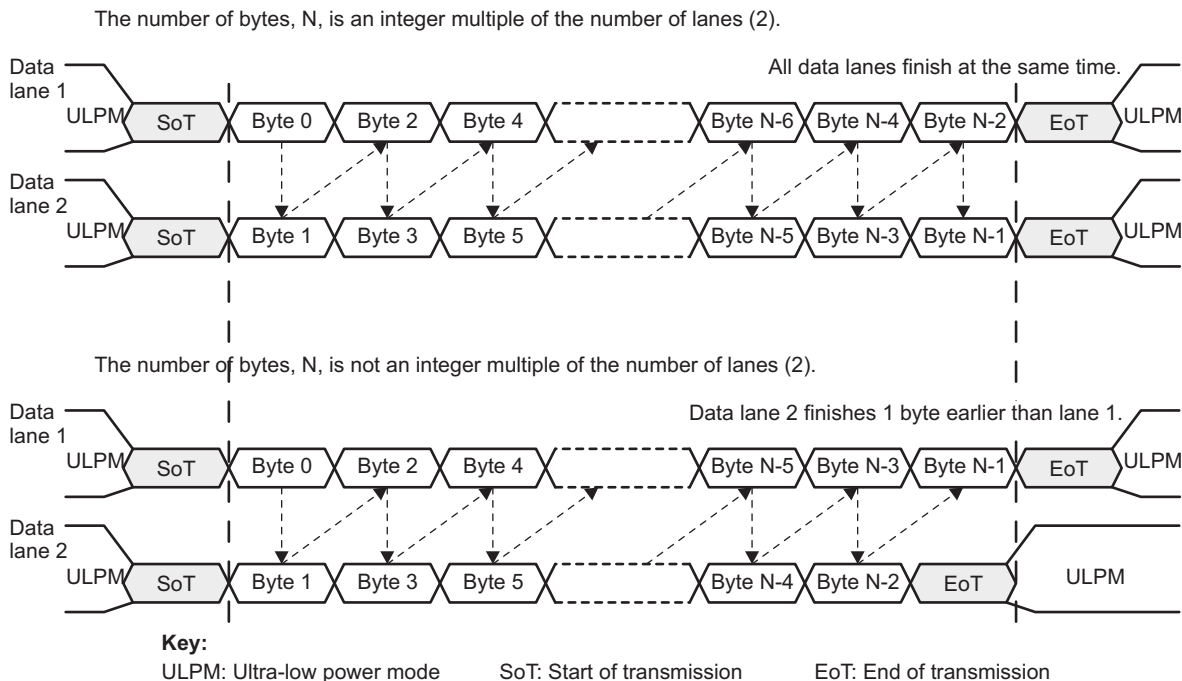 The number of bytes, N, is an integer multiple of the number of lanes (2).
Data
lane 1
All data lanes finish at the same time.
ULPM SoT Byte 0 Byte 2 Byte 4 Byte N-6 Byte N-4 Byte N-2 EoT ULPM
Data
lane 2
ULPM SoT Byte 1 Byte 3 Byte 5 Byte N-5 Byte N-3 Byte N-1 EoT ULPM
The number of bytes, N, is not an integer multiple of the number of lanes (2).
Data
lane 1
Data lane 2 finishes 1 byte earlier than lane 1.
ULPM SoT Byte 0 Byte 2 Byte 4 Byte N-5 Byte N-3 Byte N-1 EoT ULPM
Data
lane 2
ULPM SoT Byte 1 Byte 3 Byte 5 Byte N-4 Byte N-2 EoT ULPM
Key:
ULPM: Ultra-low power mode SoT: Start of transmission EoT: End of transmission